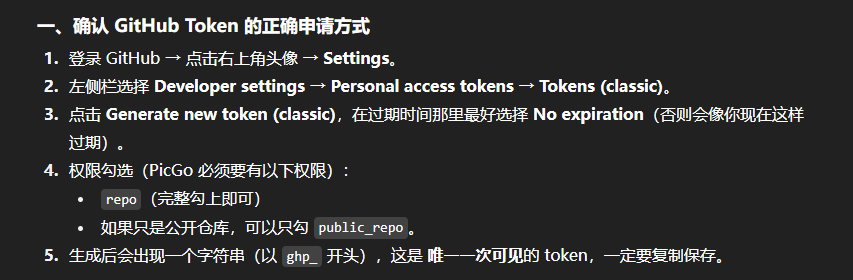 一、确认 GitHub Token 的正确申请方式
1. 登录 GitHub → 点击右上角头像 → Settings。
2. 左侧栏选择 Developer settings → Personal access tokens → Tokens (classic)。
3. 点击 Generate new token (classic)，在过期时间那里最好选择 No expiration（否则会像你现在这样
过期）。
4. 权限勾选（PicGo 必须要有以下权限）：
• repo（完整勾上即可）
• 如果只是公开仓库，可以只勾 public_repo。
5. 生成后会出现一个字符串（以 ghp_ 开头），这是 唯一一次可见的 token，一定要复制保存。